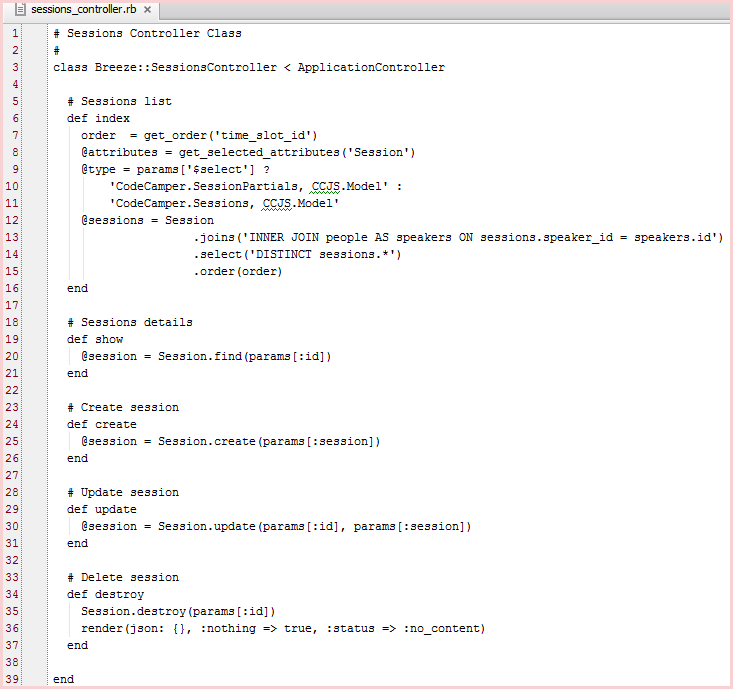 sessions_controller.rb ×
1 # Sessions Controller Class
2 #
3 class Breeze::SessionsController < ApplicationController
4
5   # Sessions list
6   def index
7     order  = get_order('time_slot_id')
8     @attributes = get_selected_attributes('Session')
9     @type = params['$select'] ?
10         'CodeCamper.SessionPartials, CCJS.Model' :
11         'CodeCamper.Sessions, CCJS.Model'
12     @sessions = Session
13                     .joins('INNER JOIN people AS speakers ON sessions.speaker_id = speakers.id')
14                     .select('DISTINCT sessions.*')
15                     .order(order)
16   end
17
18   # Sessions details
19   def show
20     @session = Session.find(params[:id])
21   end
22
23   # Create session
24   def create
25     @session = Session.create(params[:session])
26   end
27
28   # Update session
29   def update
30     @session = Session.update(params[:id], params[:session])
31   end
32
33   # Delete session
34   def destroy
35     Session.destroy(params[:id])
36     render(json: {}, :nothing => true, :status => :no_content)
37   end
38
39 end